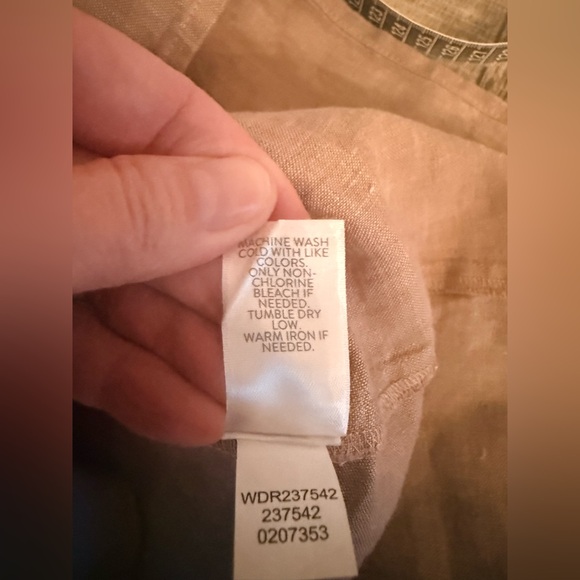 MACHINE WASH
COLD WITH LIKE
COLORS.
ONLY NON-
CHLORINE
BLEACH IF
NEEDED.
TUMBLE DRY
LOW.
WARM IRON IF
NEEDED.
WDR237542
237542
0207353